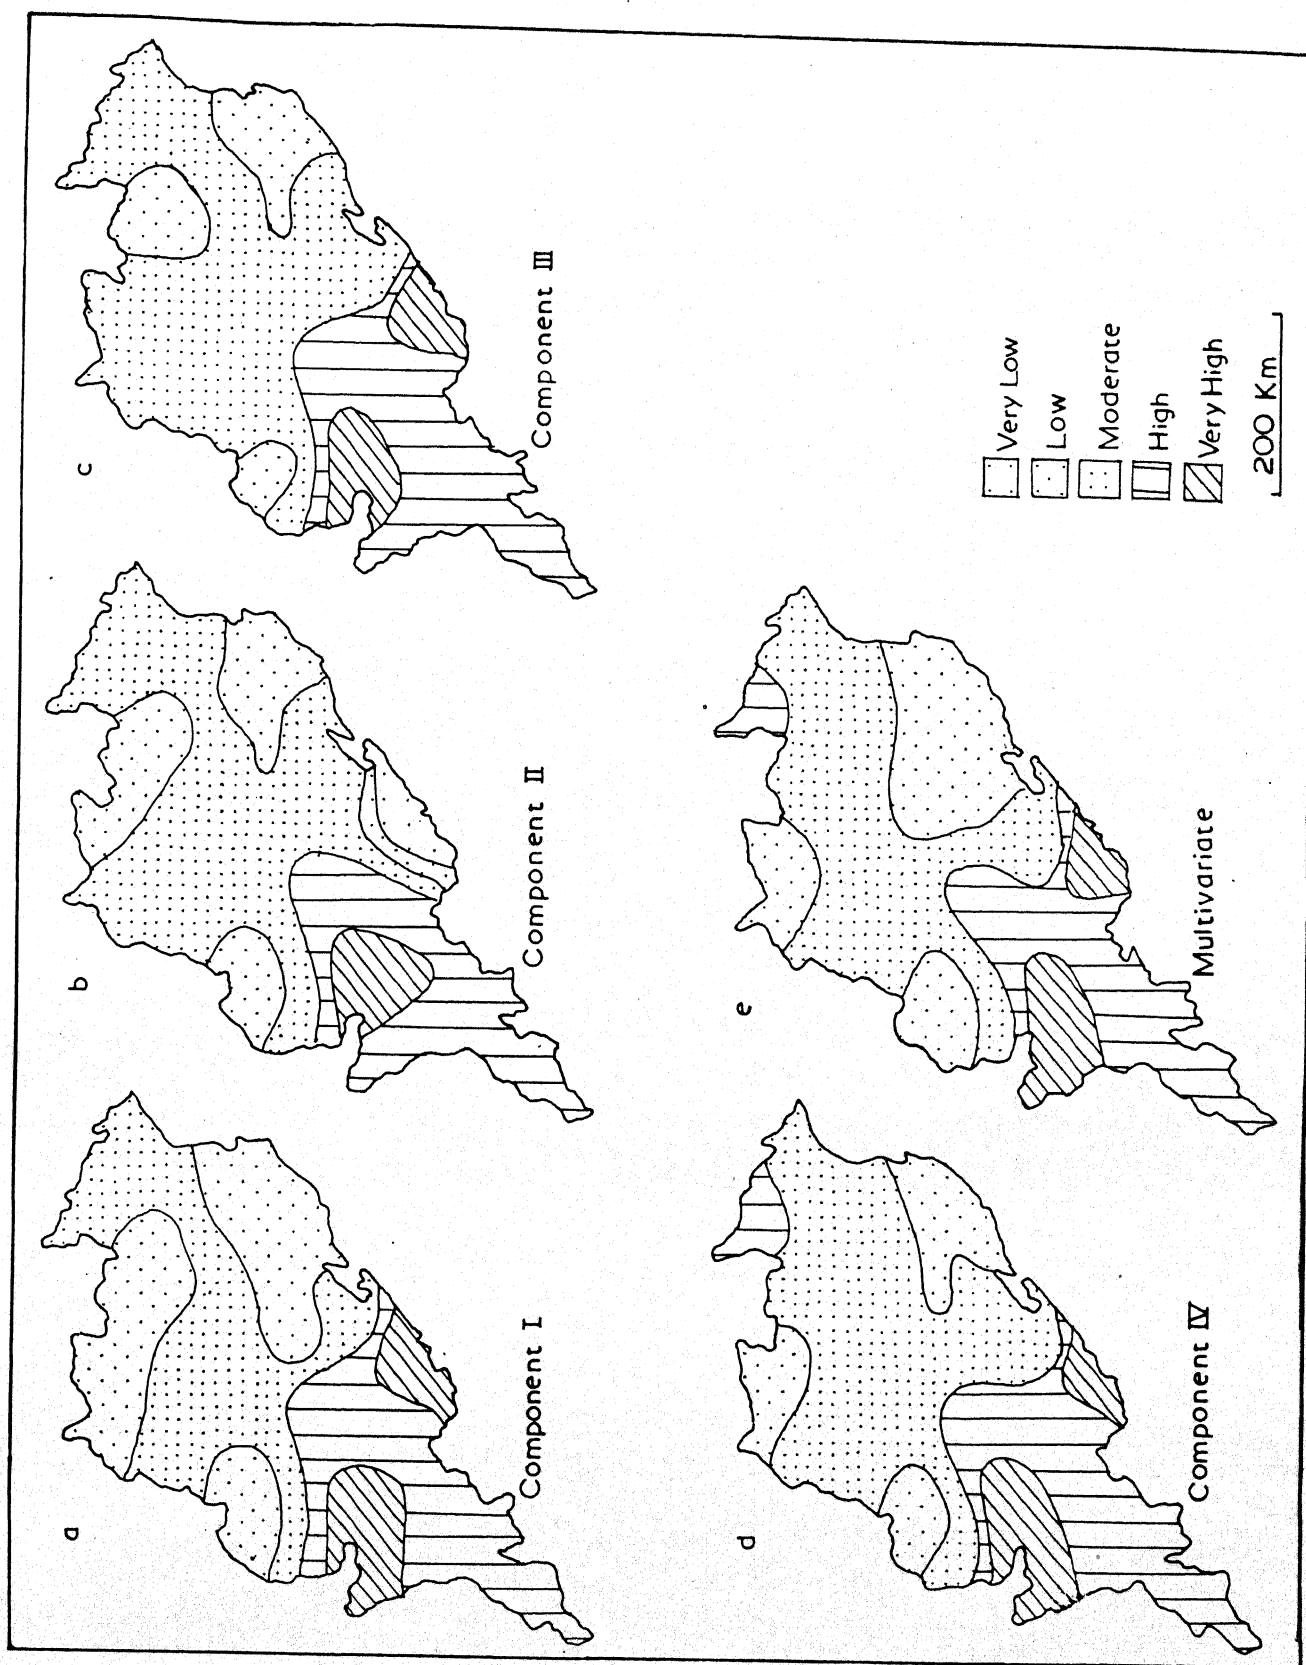 a
Component I
b
Component II
c
Component III
d
Component IV
e
Multivariate
Very Low
Low
Moderate
High
Very High
200 Km